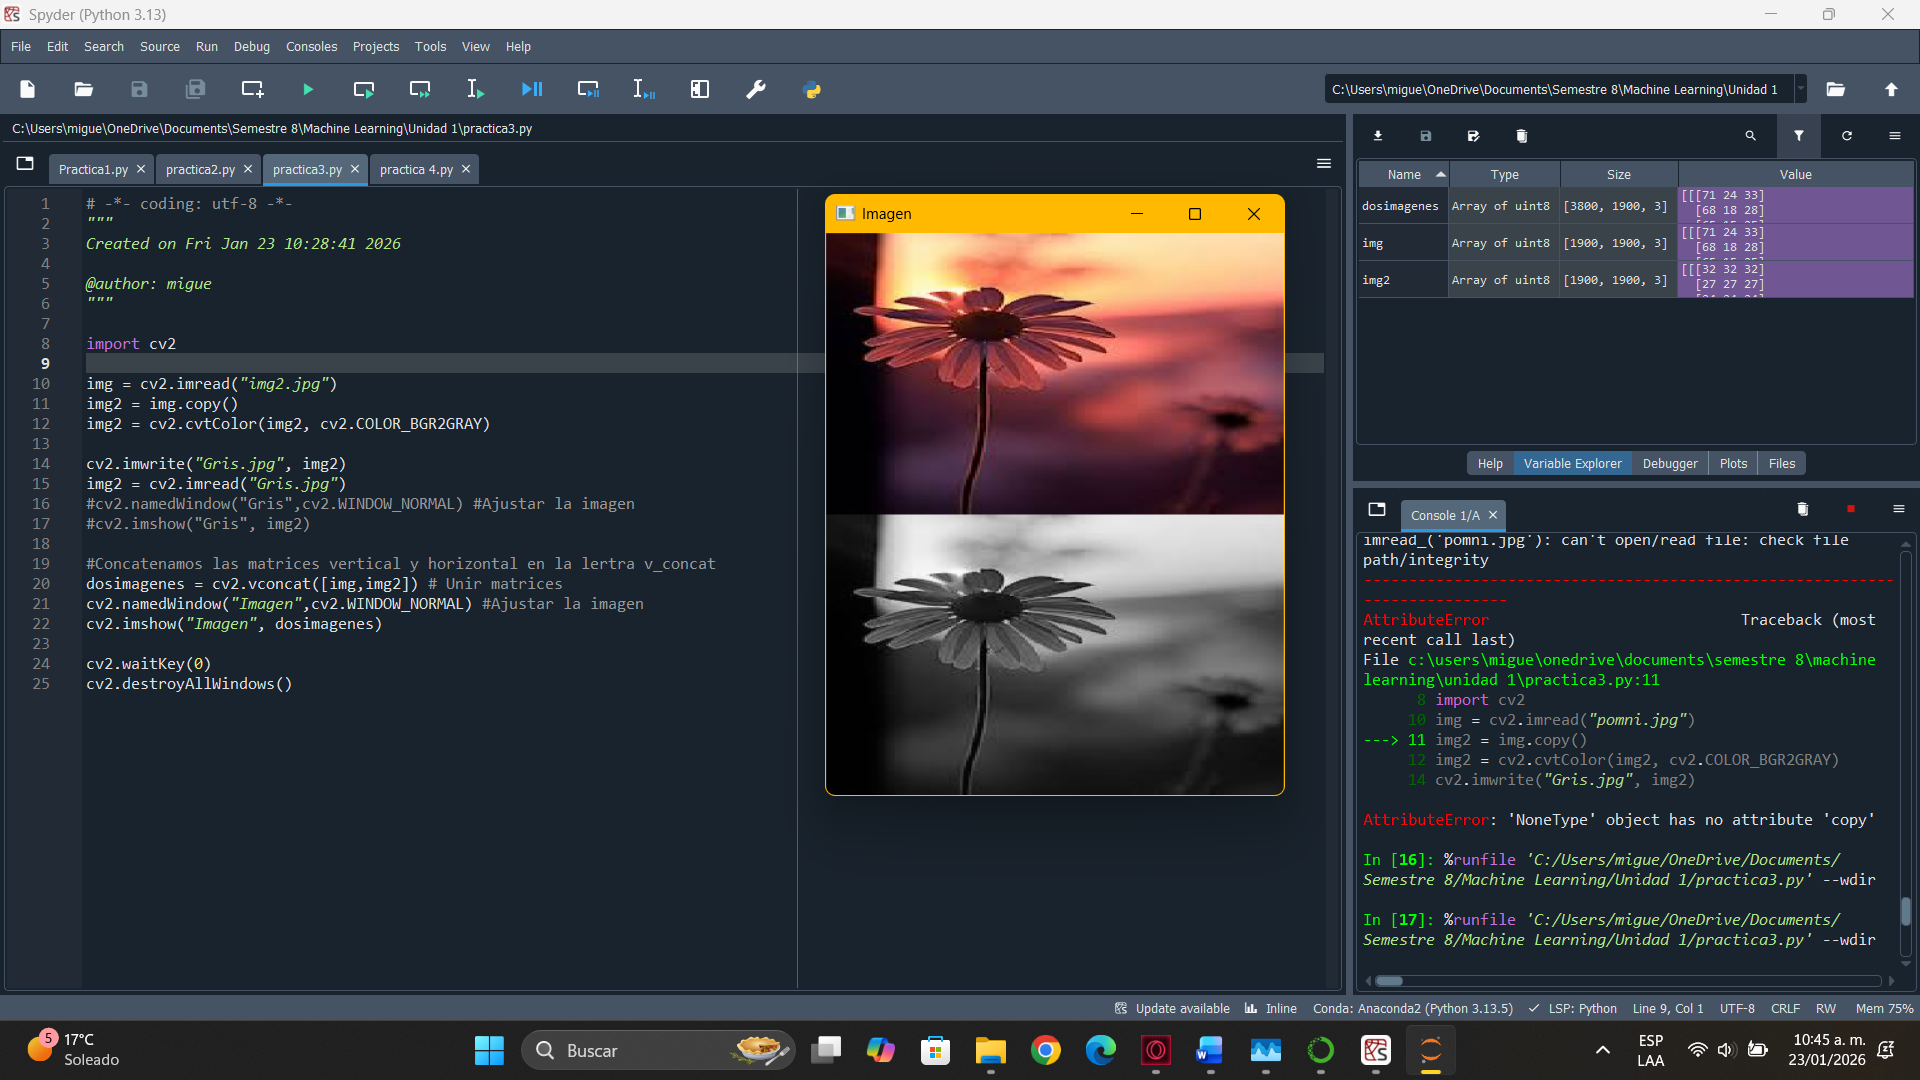 Spyder (Python 3.13)
File Edit Search Source Run Debug Consoles Projects Tools View Help
C:\Users\migue\OneDrive\Documents\Semestre 8\Machine Learning\Unidad 1
C:\Users\migue\OneDrive\Documents\Semestre 8\Machine Learning\Unidad 1\practica3.py
Practica1.py practica2.py practica3.py practica 4.py
1 # -*- coding: utf-8 -*-
2 """
3 Created on Fri Jan 23 10:28:41 2026
4
5 @author: migue
6 """
7
8 import cv2
9
10 img = cv2.imread("img2.jpg")
11 img2 = img.copy()
12 img2 = cv2.cvtColor(img2, cv2.COLOR_BGR2GRAY)
13
14 cv2.imwrite("Gris.jpg", img2)
15 img2 = cv2.imread("Gris.jpg")
16 #cv2.namedWindow("Gris",cv2.WINDOW_NORMAL) #Ajustar la imagen
17 #cv2.imshow("Gris", img2)
18
19 #Concatenamos las matrices vertical y horizontal en la lertra v_concat
20 dosimagenes = cv2.vconcat([img,img2]) # Unir matrices
21 cv2.namedWindow("Imagen",cv2.WINDOW_NORMAL) #Ajustar la imagen
22 cv2.imshow("Imagen", dosimagenes)
23
24 cv2.waitKey(0)
25 cv2.destroyAllWindows()
Imagen
Name Type Size Value
dosimagenes Array of uint8 [3800, 1900, 3] [[[71 24 33]
[68 18 28]
img Array of uint8 [1900, 1900, 3] [[[71 24 33]
[68 18 28]
img2 Array of uint8 [1900, 1900, 3] [[[32 32 32]
[27 27 27]
Help Variable Explorer Debugger Plots Files
Console 1/A
imread_('pomni.jpg'): can't open/read file: check file
path/integrity
---------------------------------------------------------------------------
AttributeError Traceback (most
recent call last)
File c:\users\migue\onedrive\documents\semestre 8\machine
learning\unidad 1\practica3.py:11
8 import cv2
10 img = cv2.imread("pomni.jpg")
---> 11 img2 = img.copy()
12 img2 = cv2.cvtColor(img2, cv2.COLOR_BGR2GRAY)
14 cv2.imwrite("Gris.jpg", img2)
AttributeError: 'NoneType' object has no attribute 'copy'
In [16]: %runfile 'C:/Users/migue/OneDrive/Documents/
Semestre 8/Machine Learning/Unidad 1/practica3.py' --wdir
In [17]: %runfile 'C:/Users/migue/OneDrive/Documents/
Semestre 8/Machine Learning/Unidad 1/practica3.py' --wdir
Update available Inline Conda: Anaconda2 (Python 3.13.5) LSP: Python Line 9, Col 1 UTF-8 CRLF RW Mem 75%
5
17°C
Soleado
Buscar
ESP
LAA
10:45 a. m.
23/01/2026